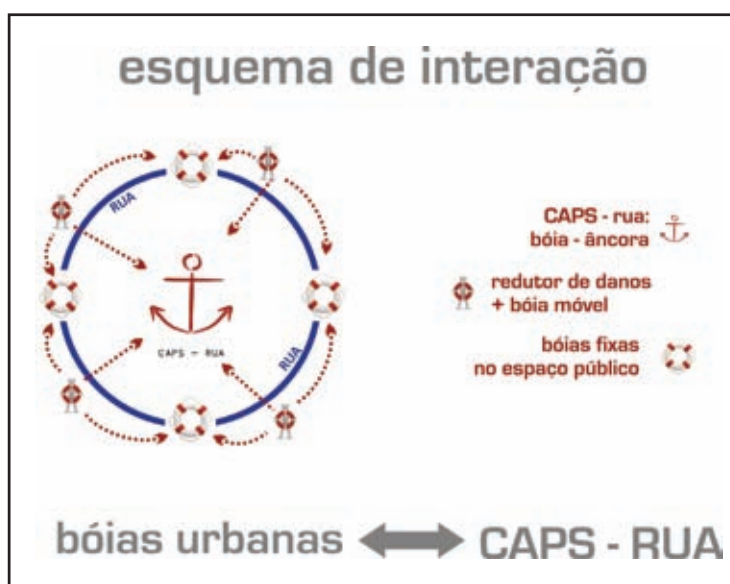 esquema de interação
RUA
CAPS - RUA
RUA
CAPS - rua:
bóia - âncora
redutor de danos
+ bóia móvel
bóias fixas
no espaço público
bóias urbanas
CAPS - RUA